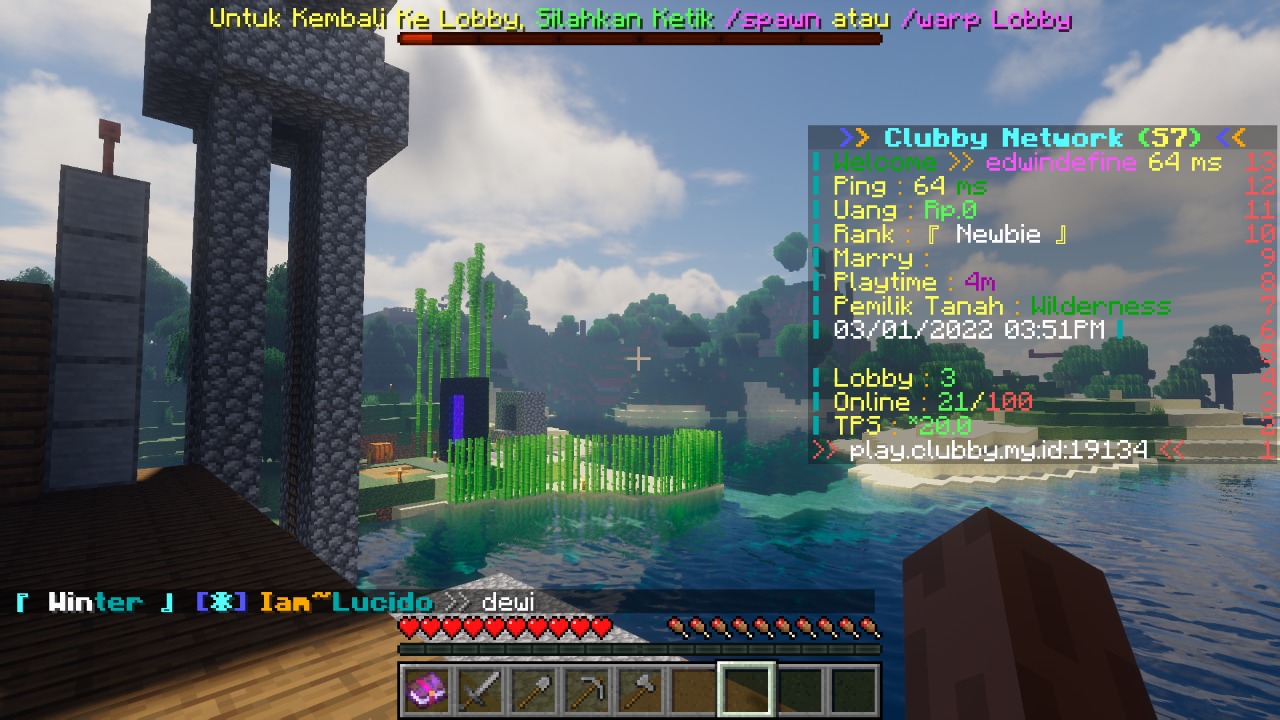 Untuk Kembali Ke Lobby, Silahkan Ketik /spawn atau /warp Lobby
>> Clubby Network (57) <<
Welcome >> edwindefine 64 ms 13
Ping : 64 ms 12
Uang : Rp.0 11
Rank : 『 Newbie 』 10
Marry : 9
Playtime : 4m 8
Pemilik Tanah : Wilderness 7
03/01/2022 03:51PM 6
5
Lobby : 3 4
Online : 21/100 3
TPS : *20.0 2
>> play.clubby.my.id:19134 << 1
『 Winter 』 [❄] Ian~Lucido >> dewi